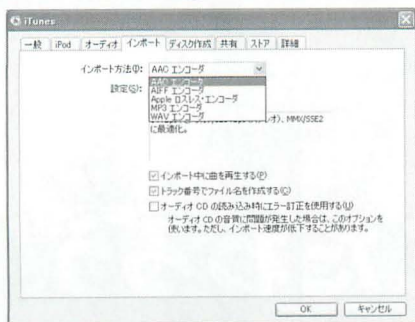 iTunes
一般 iPod オーディオ インポート ディスク作成 共有 ストア 詳細
インポート方法(I): AAC エンコーダ
設定(S): AAC エンコーダ
AIFF エンコーダ
Apple ロスレス・エンコーダ
MP3 エンコーダ
WAV エンコーダ
MMX/SSE2
に最適化。
インポート中に曲を再生する(P)
トラック番号でファイル名を作成する(C)
オーディオ CD の読み込み時にエラー訂正を使用する(U)
オーディオ CD の音質に問題が発生した場合は、このオプションを
使います。ただし、インポート速度が低下することがあります。
OK キャンセル